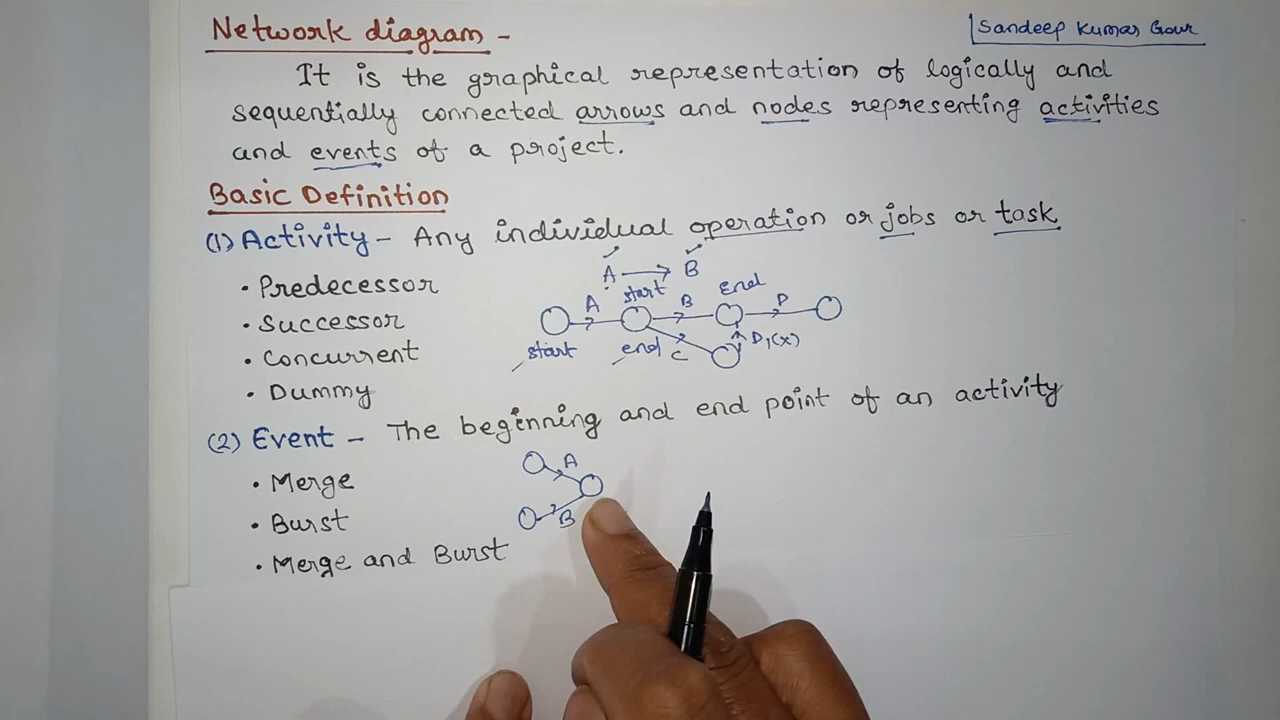 Network diagram -
Sandeep Kumar Gour
It is the graphical representation of logically and
sequentially connected arrows and nodes representing activities
and events of a project.
Basic Definition
(1) Activity - Any individual operation or jobs or task
A → B
• Predecessor
• Successor
• Concurrent
• Dummy
A start B End D
start end C D₁(x)
(2) Event - The beginning and end point of an activity
• Merge
• Burst
• Merge and Burst
A
B